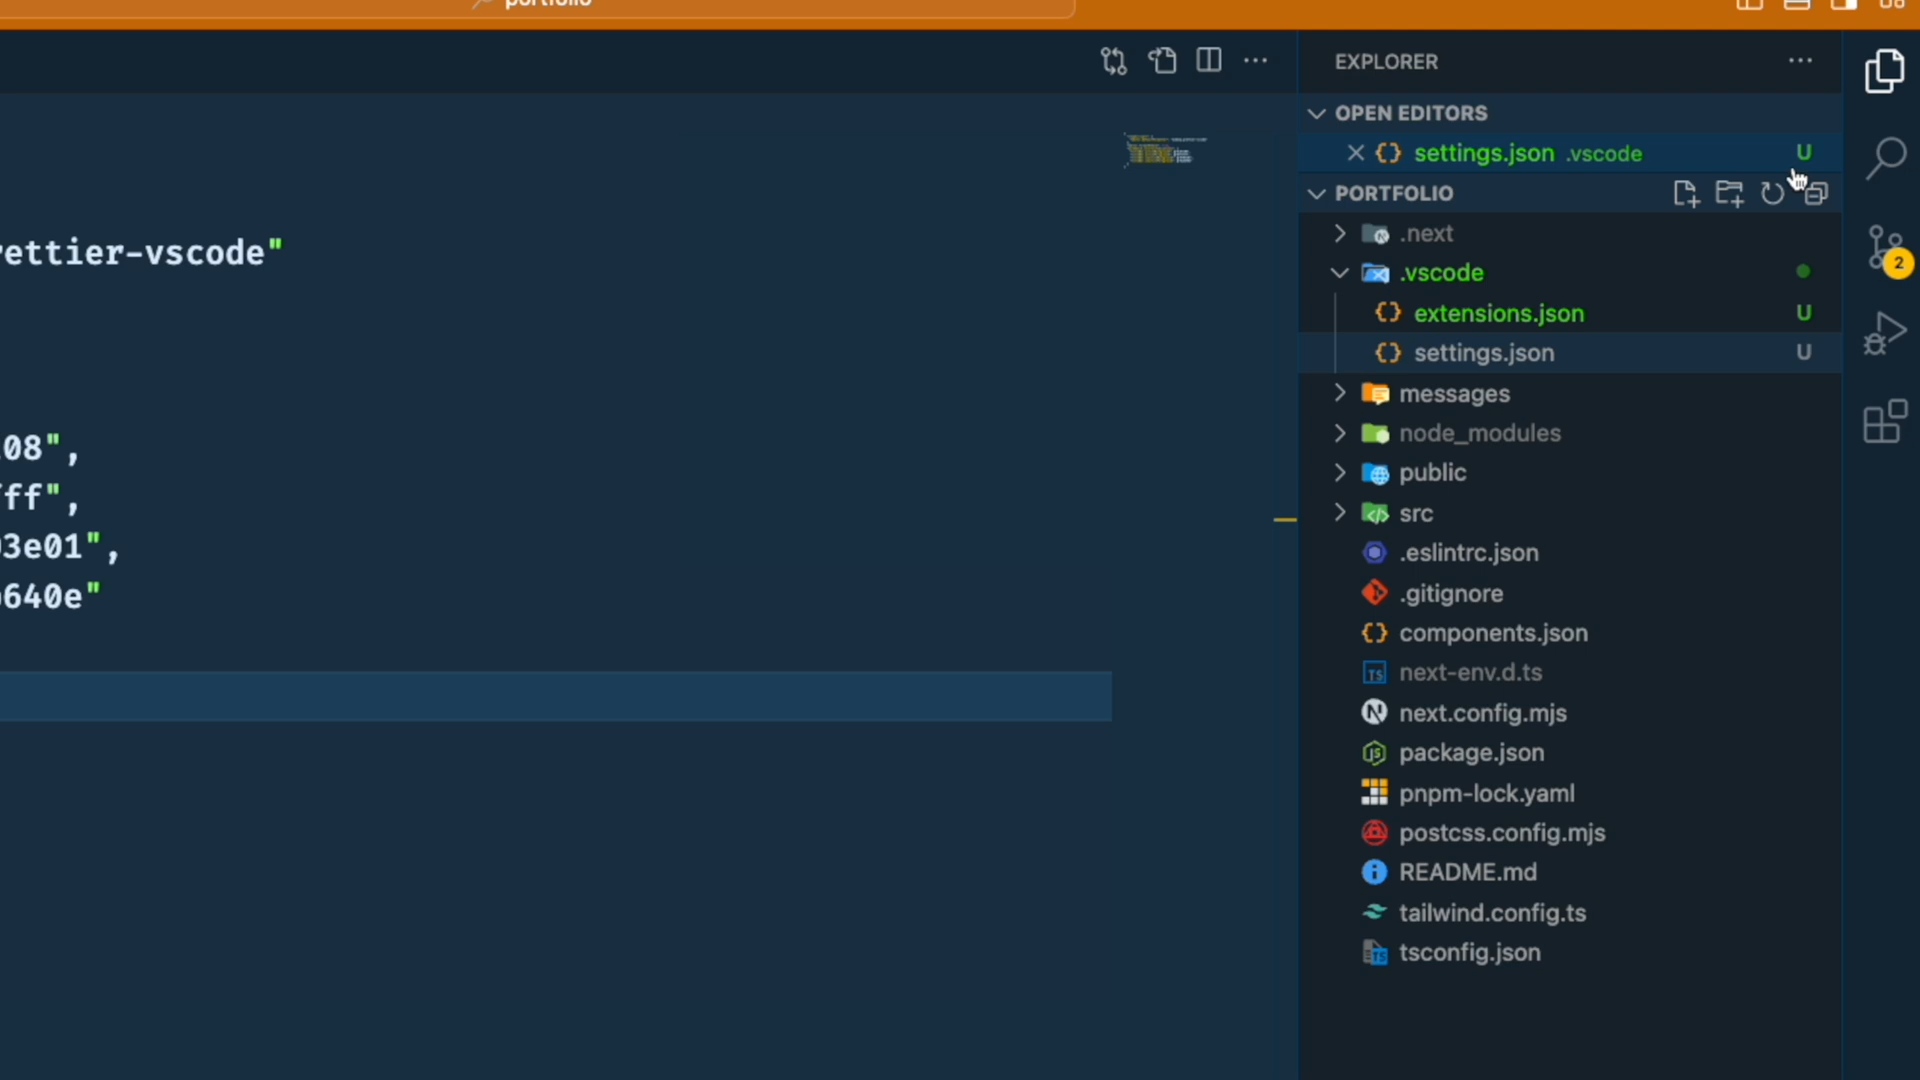 portfolio
rettier-vscode"
08",
ff",
3e01",
640e"
EXPLORER
OPEN EDITORS
settings.json .vscode U
PORTFOLIO
.next
.vscode
extensions.json U
settings.json U
messages
node_modules
public
src
.eslintrc.json
.gitignore
components.json
next-env.d.ts
next.config.mjs
package.json
pnpm-lock.yaml
postcss.config.mjs
README.md
tailwind.config.ts
tsconfig.json
2